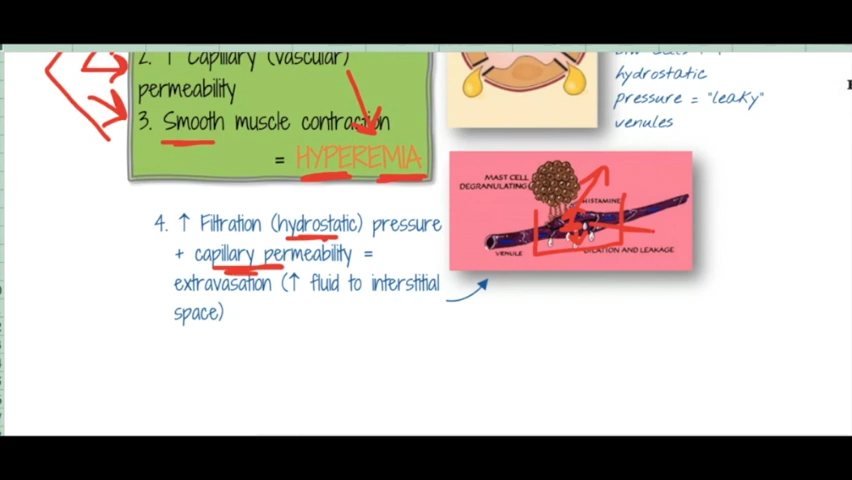 2. ↑ Capillary (vascular)
permeability
3. Smooth muscle contraction
= HYPEREMIA
4. ↑ Filtration (hydrostatic) pressure
+ capillary permeability =
extravasation (↑ fluid to interstitial
space)
hydrostatic
pressure = "leaky"
venules
MAST CELL
DEGRANULATING
HISTAMINE
VENULE
DILATION AND LEAKAGE